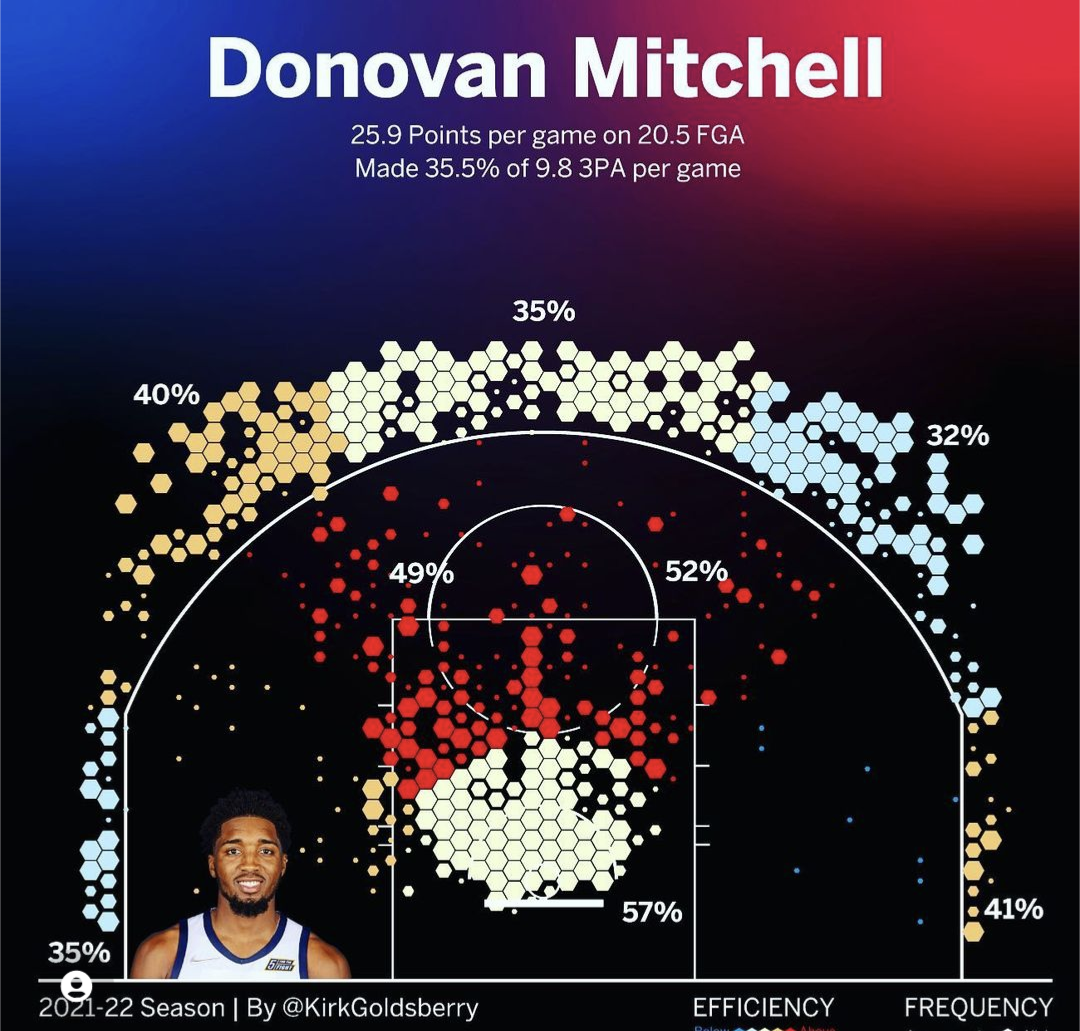 Donovan Mitchell
25.9 Points per game on 20.5 FGA
Made 35.5% of 9.8 3PA per game
35%
40%
32%
49%
52%
57%
41%
35%
2021-22 Season | By @KirkGoldsberry
EFFICIENCY
FREQUENCY